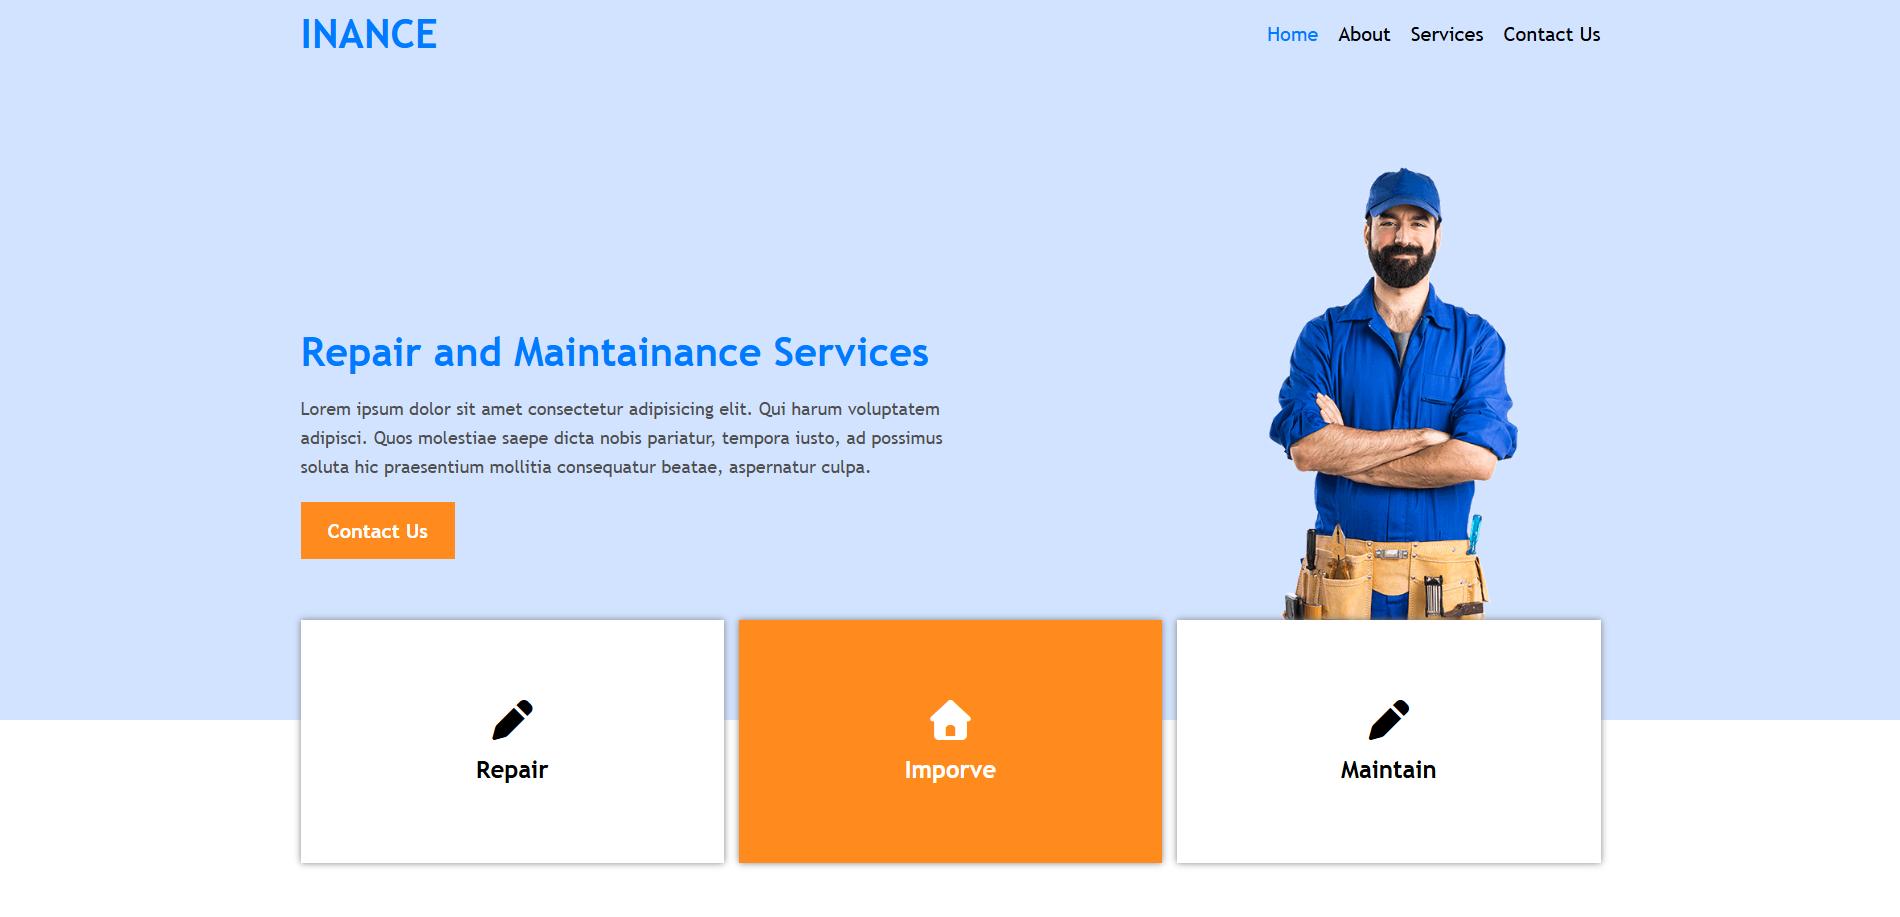 INANCE
Home About Services Contact Us
Repair and Maintainance Services
Lorem ipsum dolor sit amet consectetur adipisicing elit. Qui harum voluptatem
adipisci. Quos molestiae saepe dicta nobis pariatur, tempora iusto, ad possimus
soluta hic praesentium mollitia consequatur beatae, aspernatur culpa.
Contact Us
Repair
Imporve
Maintain